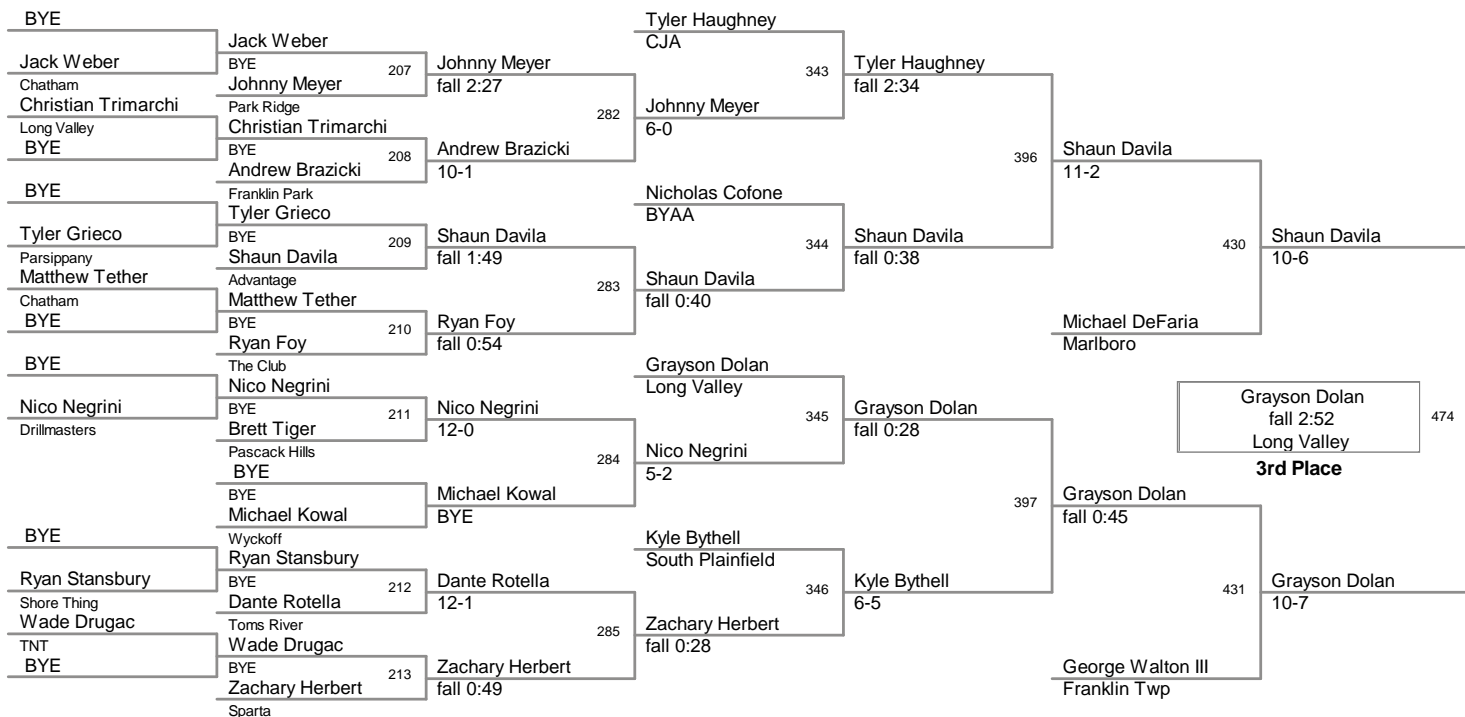 BYE
Jack Weber
Chatham
Christian Trimarchi
Long Valley
BYE
BYE
Tyler Grieco
Parsippany
Matthew Tether
Chatham
BYE
BYE
Nico Negrini
Drillmasters
BYE
Ryan Stansbury
Shore Thing
Wade Drugac
TNT
BYE
Jack Weber
BYE
207
Johnny Meyer
Park Ridge
Christian Trimarchi
BYE
208
Andrew Brazicki
Franklin Park
Tyler Grieco
BYE
209
Shaun Davila
Advantage
Matthew Tether
BYE
210
Ryan Foy
The Club
Nico Negrini
BYE
211
Brett Tiger
Pascack Hills
BYE
BYE
Michael Kowal
Wyckoff
Ryan Stansbury
BYE
212
Dante Rotella
Toms River
Wade Drugac
BYE
213
Zachary Herbert
Sparta
Johnny Meyer
fall 2:27
282
Andrew Brazicki
10-1
Shaun Davila
fall 1:49
283
Ryan Foy
fall 0:54
Nico Negrini
12-0
284
Michael Kowal
BYE
Dante Rotella
12-1
285
Zachary Herbert
fall 0:49
Tyler Haughney
CJA
343
Johnny Meyer
6-0
Nicholas Cofone
BYAA
344
Shaun Davila
fall 0:40
Grayson Dolan
Long Valley
345
Nico Negrini
5-2
Kyle Bythell
South Plainfield
346
Zachary Herbert
fall 0:28
Tyler Haughney
fall 2:34
396
Shaun Davila
fall 0:38
Grayson Dolan
fall 0:28
397
Kyle Bythell
6-5
Shaun Davila
11-2
430
Michael DeFaria
Marlboro
Grayson Dolan
fall 0:45
431
George Walton III
Franklin Twp
Shaun Davila
10-6
Grayson Dolan
fall 2:52
Long Valley
474
3rd Place
Grayson Dolan
10-7